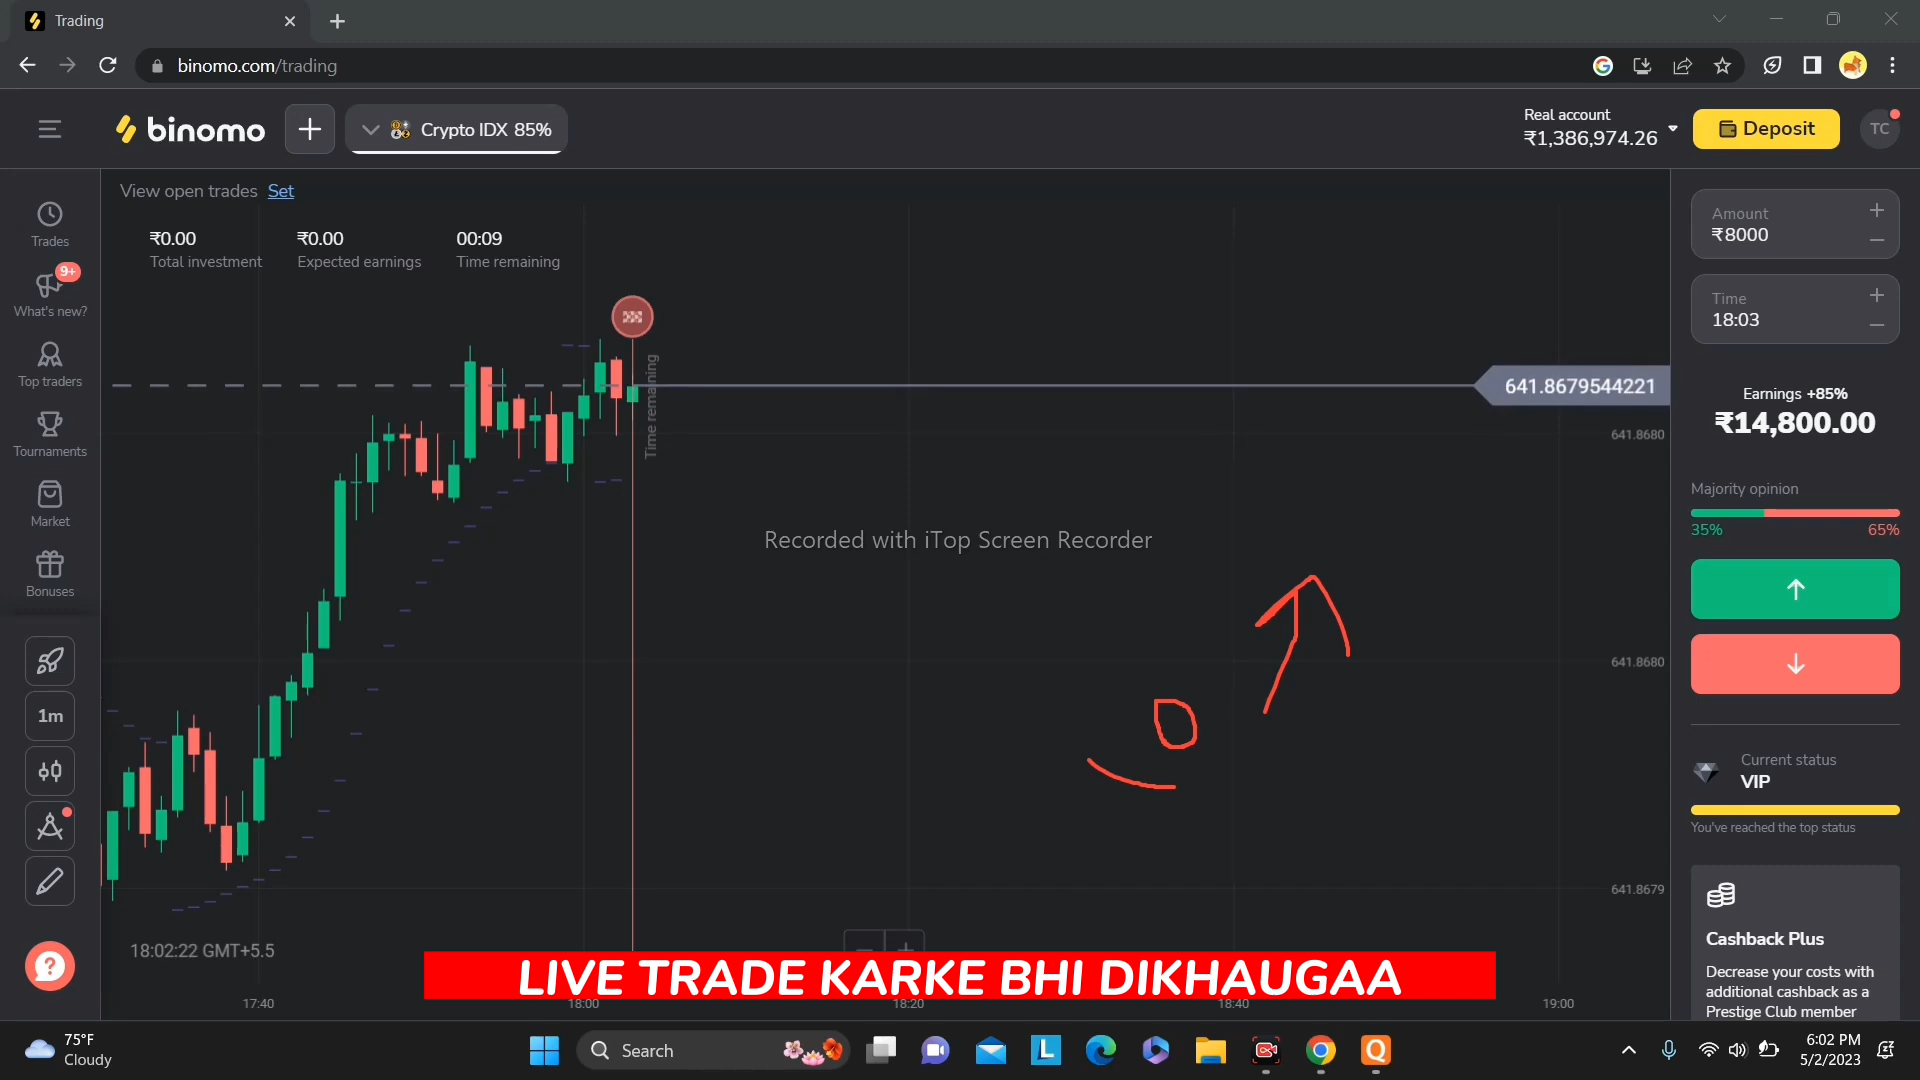 Trading
binomo.com/trading
binomo
Crypto IDX 85%
Real account
₹1,386,974.26
Deposit
TC
View open trades Set
₹0.00
Total investment
₹0.00
Expected earnings
00:09
Time remaining
Trades
9+
What's new?
Top traders
Tournaments
Market
Bonuses
1m
Time remaining
641.8679544221
641.8680
641.8680
641.8679
Recorded with iTop Screen Recorder
18:02:22 GMT+5.5
LIVE TRADE KARKE BHI DIKHAUGAA
17:40
18:00
18:20
18:40
19:00
Amount
₹8000
Time
18:03
Earnings +85%
₹14,800.00
Majority opinion
35%
65%
Current status
VIP
You've reached the top status
Cashback Plus
Decrease your costs with
additional cashback as a
Prestige Club member
75°F
Cloudy
Search
6:02 PM
5/2/2023